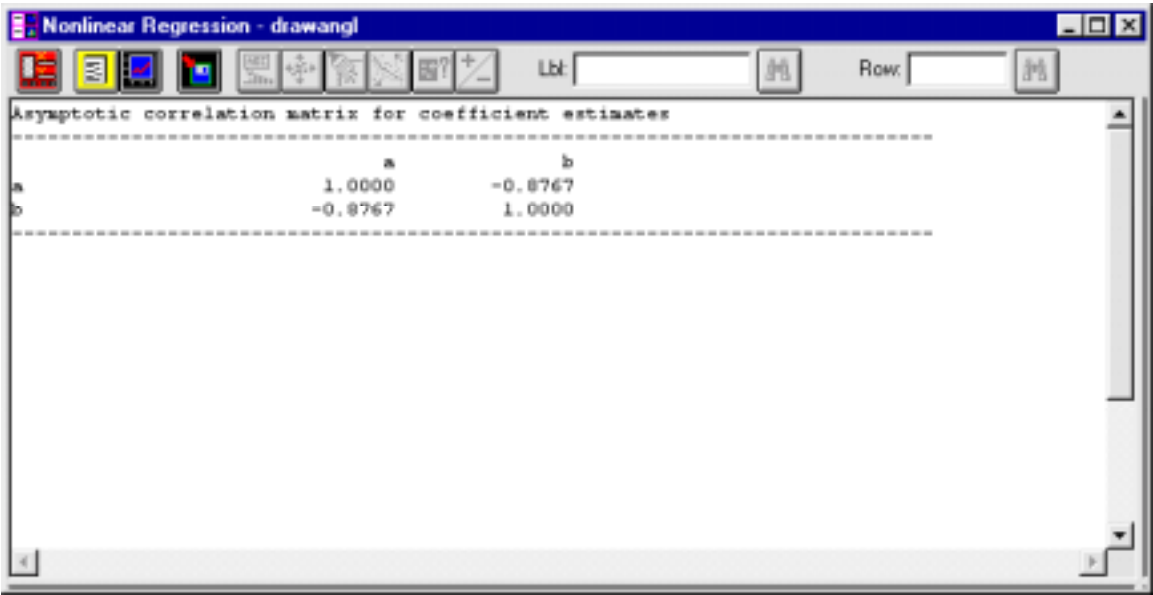 Nonlinear Regression - drawangl
Lbl: Row:
Asymptotic correlation matrix for coefficient estimates
--------------------------------------------------------------------------------
a b
a 1.0000 -0.8767
b -0.8767 1.0000
--------------------------------------------------------------------------------